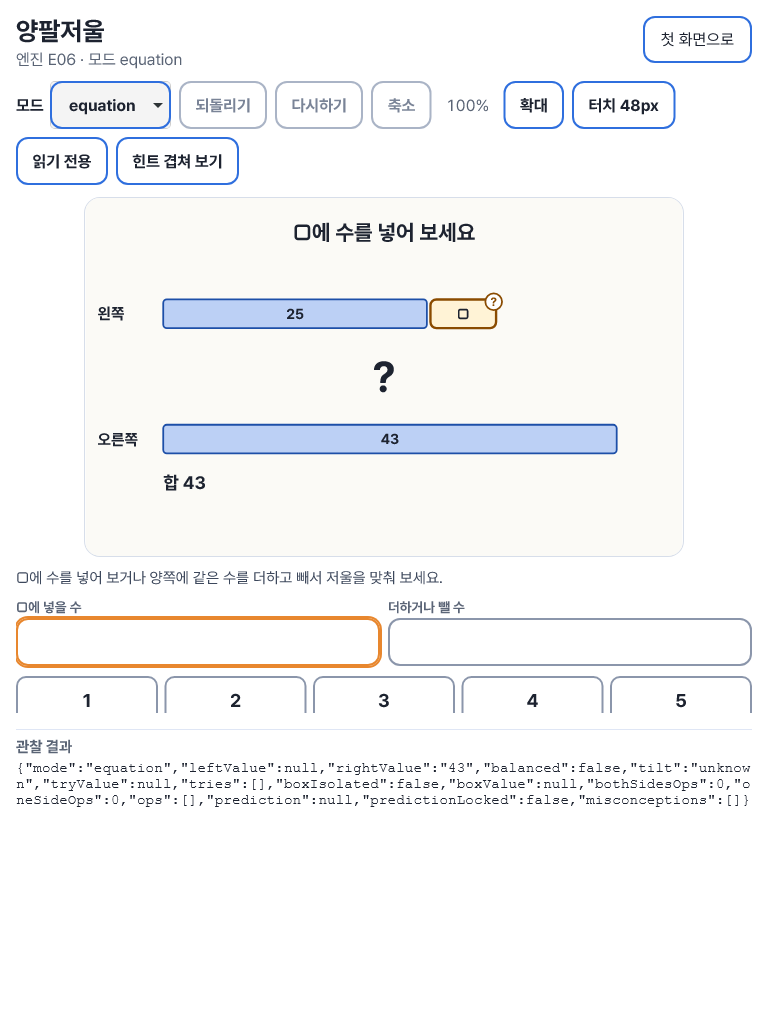 양팔저울
엔진 E06 · 모드 equation
첫 화면으로
모드 equation 되돌리기 다시하기 축소 100% 확대 터치 48px
읽기 전용 힌트 겹쳐 보기
□에 수를 넣어 보세요
왼쪽 25 □ ?
?
오른쪽 43
합 43
□에 수를 넣어 보거나 양쪽에 같은 수를 더하고 빼서 저울을 맞춰 보세요.
□에 넣을 수 더하거나 뺄 수
1 2 3 4 5
관찰 결과
{"mode":"equation","leftValue":null,"rightValue":"43","balanced":false,"tilt":"unknow
n","tryValue":null,"tries":[],"boxIsolated":false,"boxValue":null,"bothSidesOps":0,"o
neSideOps":0,"ops":[],"prediction":null,"predictionLocked":false,"misconceptions":[]}